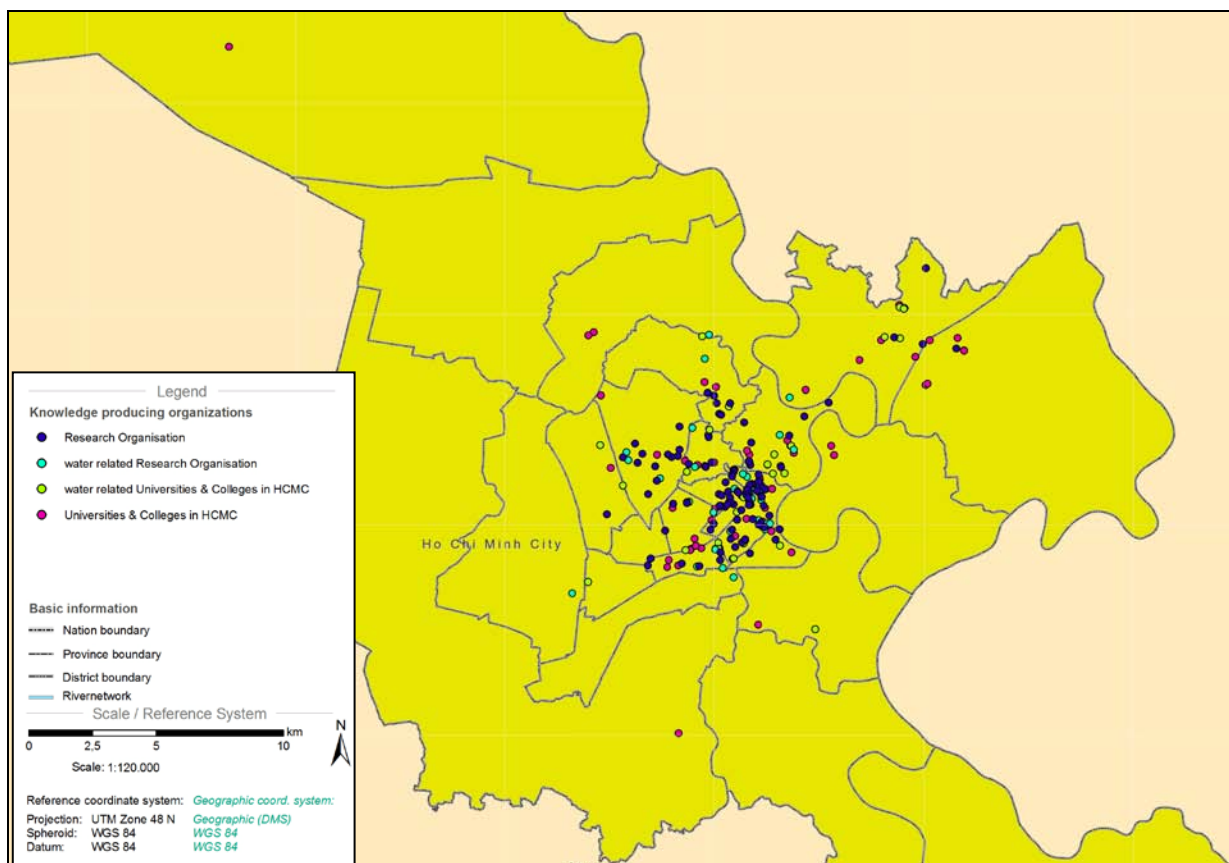 Legend
Knowledge producing organizations
Research Organisation
water related Research Organisation
water related Universities & Colleges in HCMC
Universities & Colleges in HCMC
Basic information
Nation boundary
Province boundary
District boundary
Rivernetwork
Scale / Reference System
km
0 2,5 5 10
N
Scale: 1:120.000
Reference coordinate system: Geographic coord. system:
Projection: UTM Zone 48 N Geographic (DMS)
Spheroid: WGS 84 WGS 84
Datum: WGS 84 WGS 84
Ho Chi Minh City